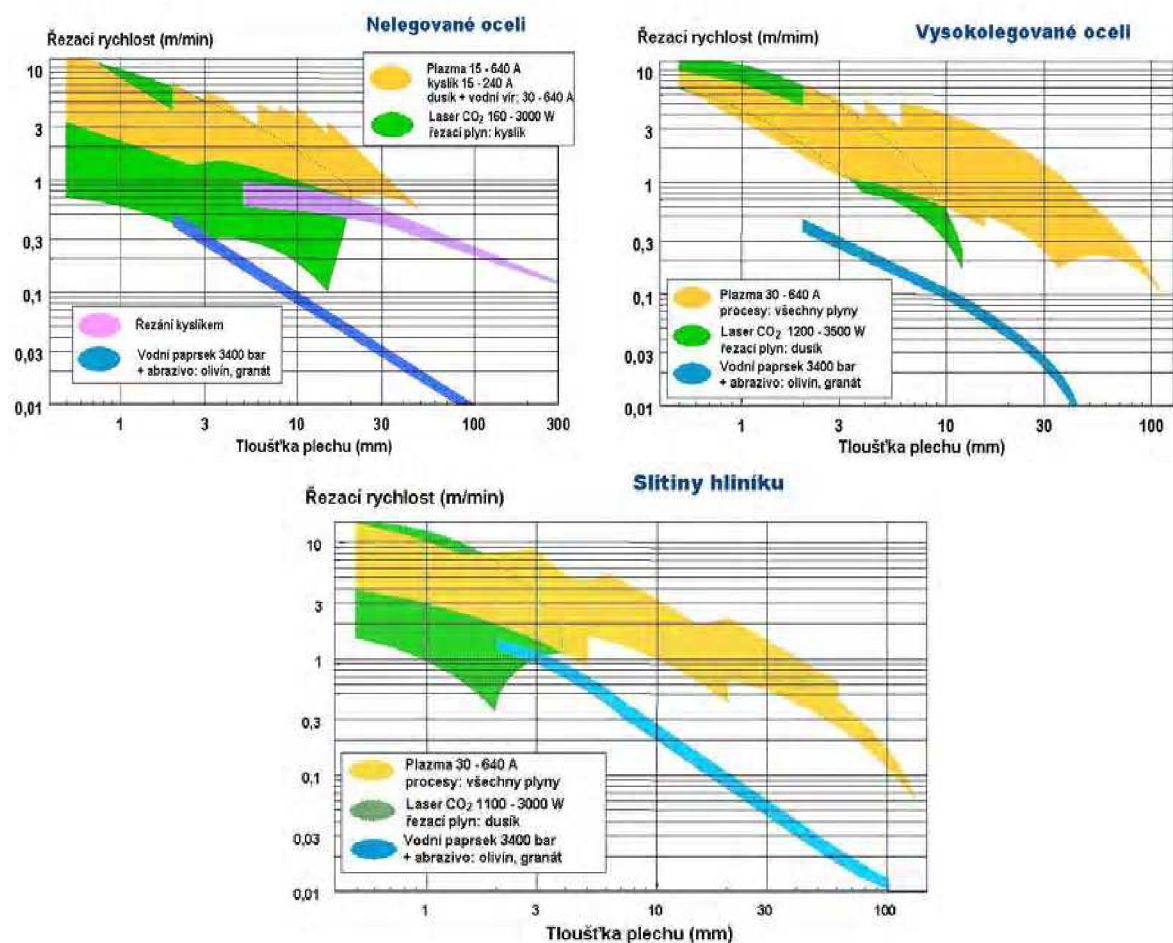 Nelegované oceli
Řezací rychlost (m/min)
10
3
1
0,3
0,1
0,03
0,01
Plazma 15 - 640 A
kyslík 15 - 240 A
dusík + vodní vír; 30 - 640 A
Laser CO₂ 160 - 3000 W
řezací plyn: kyslík
Řezání kyslíkem
Vodní paprsek 3400 bar
+ abrazivo: olivín, granát
1 3 10 30 100 300
Tloušťka plechu (mm)
Vysokolegované oceli
Řezací rychlost (m/mim)
10
3
1
0,3
0,1
0,03
0,01
Plazma 30 - 640 A
procesy: všechny plyny
Laser CO₂ 1200 - 3500 W
řezací plyn: dusík
Vodní paprsek 3400 bar
+ abrazivo: olivín, granát
1 3 10 30 100
Tloušťka plechu (mm)
Slitiny hliníku
Řezací rychlost (m/min)
10
3
1
0,3
0,1
0,03
0,01
Plazma 30 - 640 A
procesy: všechny plyny
Laser CO₂ 1100 - 3000 W
řezací plyn: dusík
Vodní paprsek 3400 bar
+ abrazivo: olivín, granát
1 3 10 30 100
Tloušťka plechu (mm)